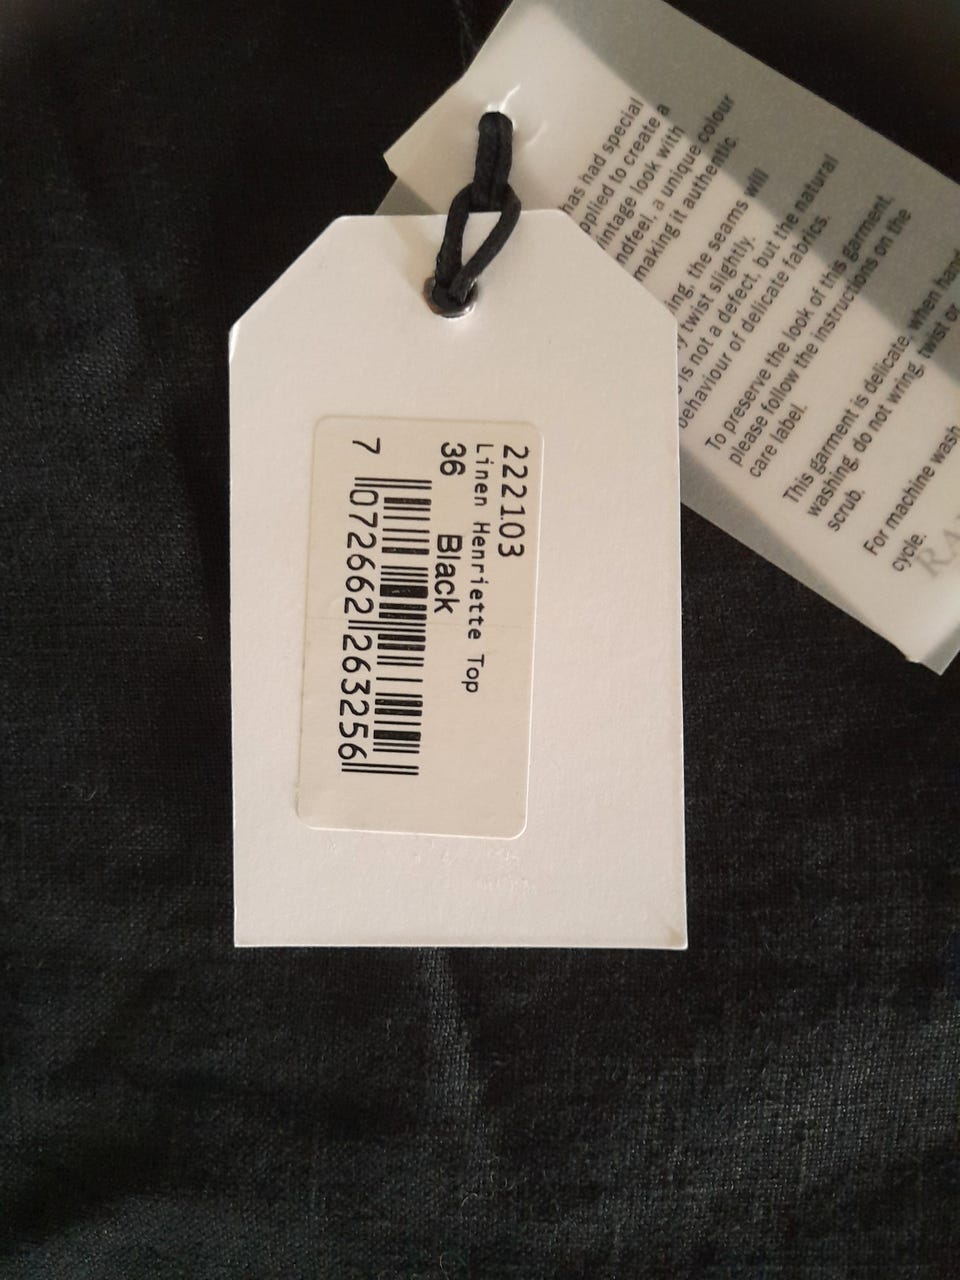 222103
Linen Henriette Top
36 Black
7 072662 263256
has had special
applied to create a
vintage look with
a unique colour
making it authentic.
the seams will
twist slightly.
is not a defect, but the natural
behaviour of delicate fabrics.
To preserve the look of this garment,
please follow the instructions on the
care label.
This garment is delicate, when hand
washing, do not wring, twist or
scrub.
For machine wash
cycle.